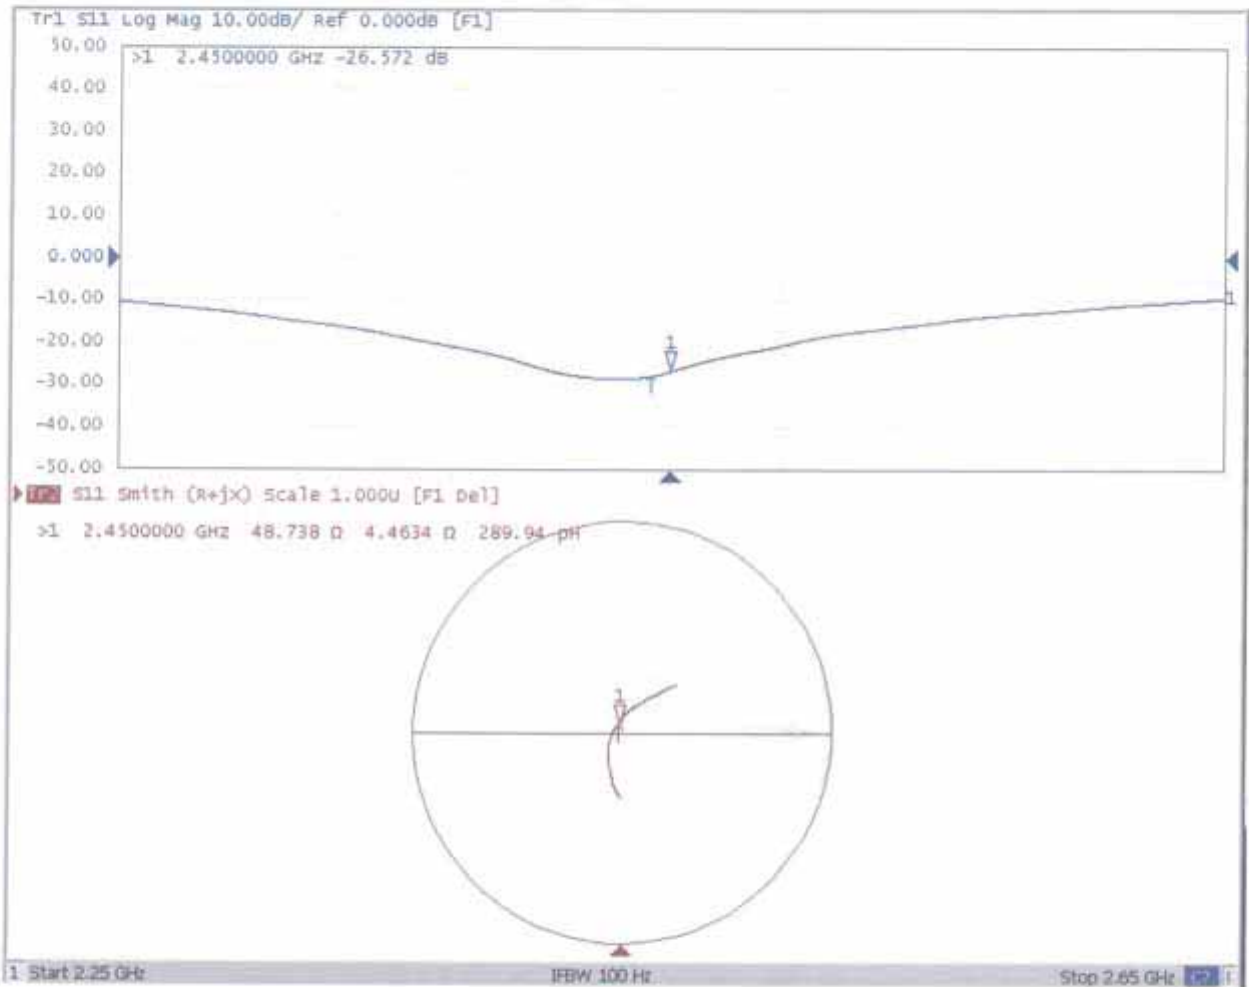 Tr1 S11 Log Mag 10.00dB/ Ref 0.000dB [F1]
50.00
>1 2.4500000 GHz -26.572 dB
40.00
30.00
20.00
10.00
0.000
-10.00
1
-20.00
1
-30.00
-40.00
-50.00
Tr2 S11 Smith (R+jX) Scale 1.000U [F1 Del]
>1 2.4500000 GHz 48.738 Ω 4.4634 Ω 289.94 pH
1
1 Start 2.25 GHz IFBW 100 Hz Stop 2.65 GHz C?